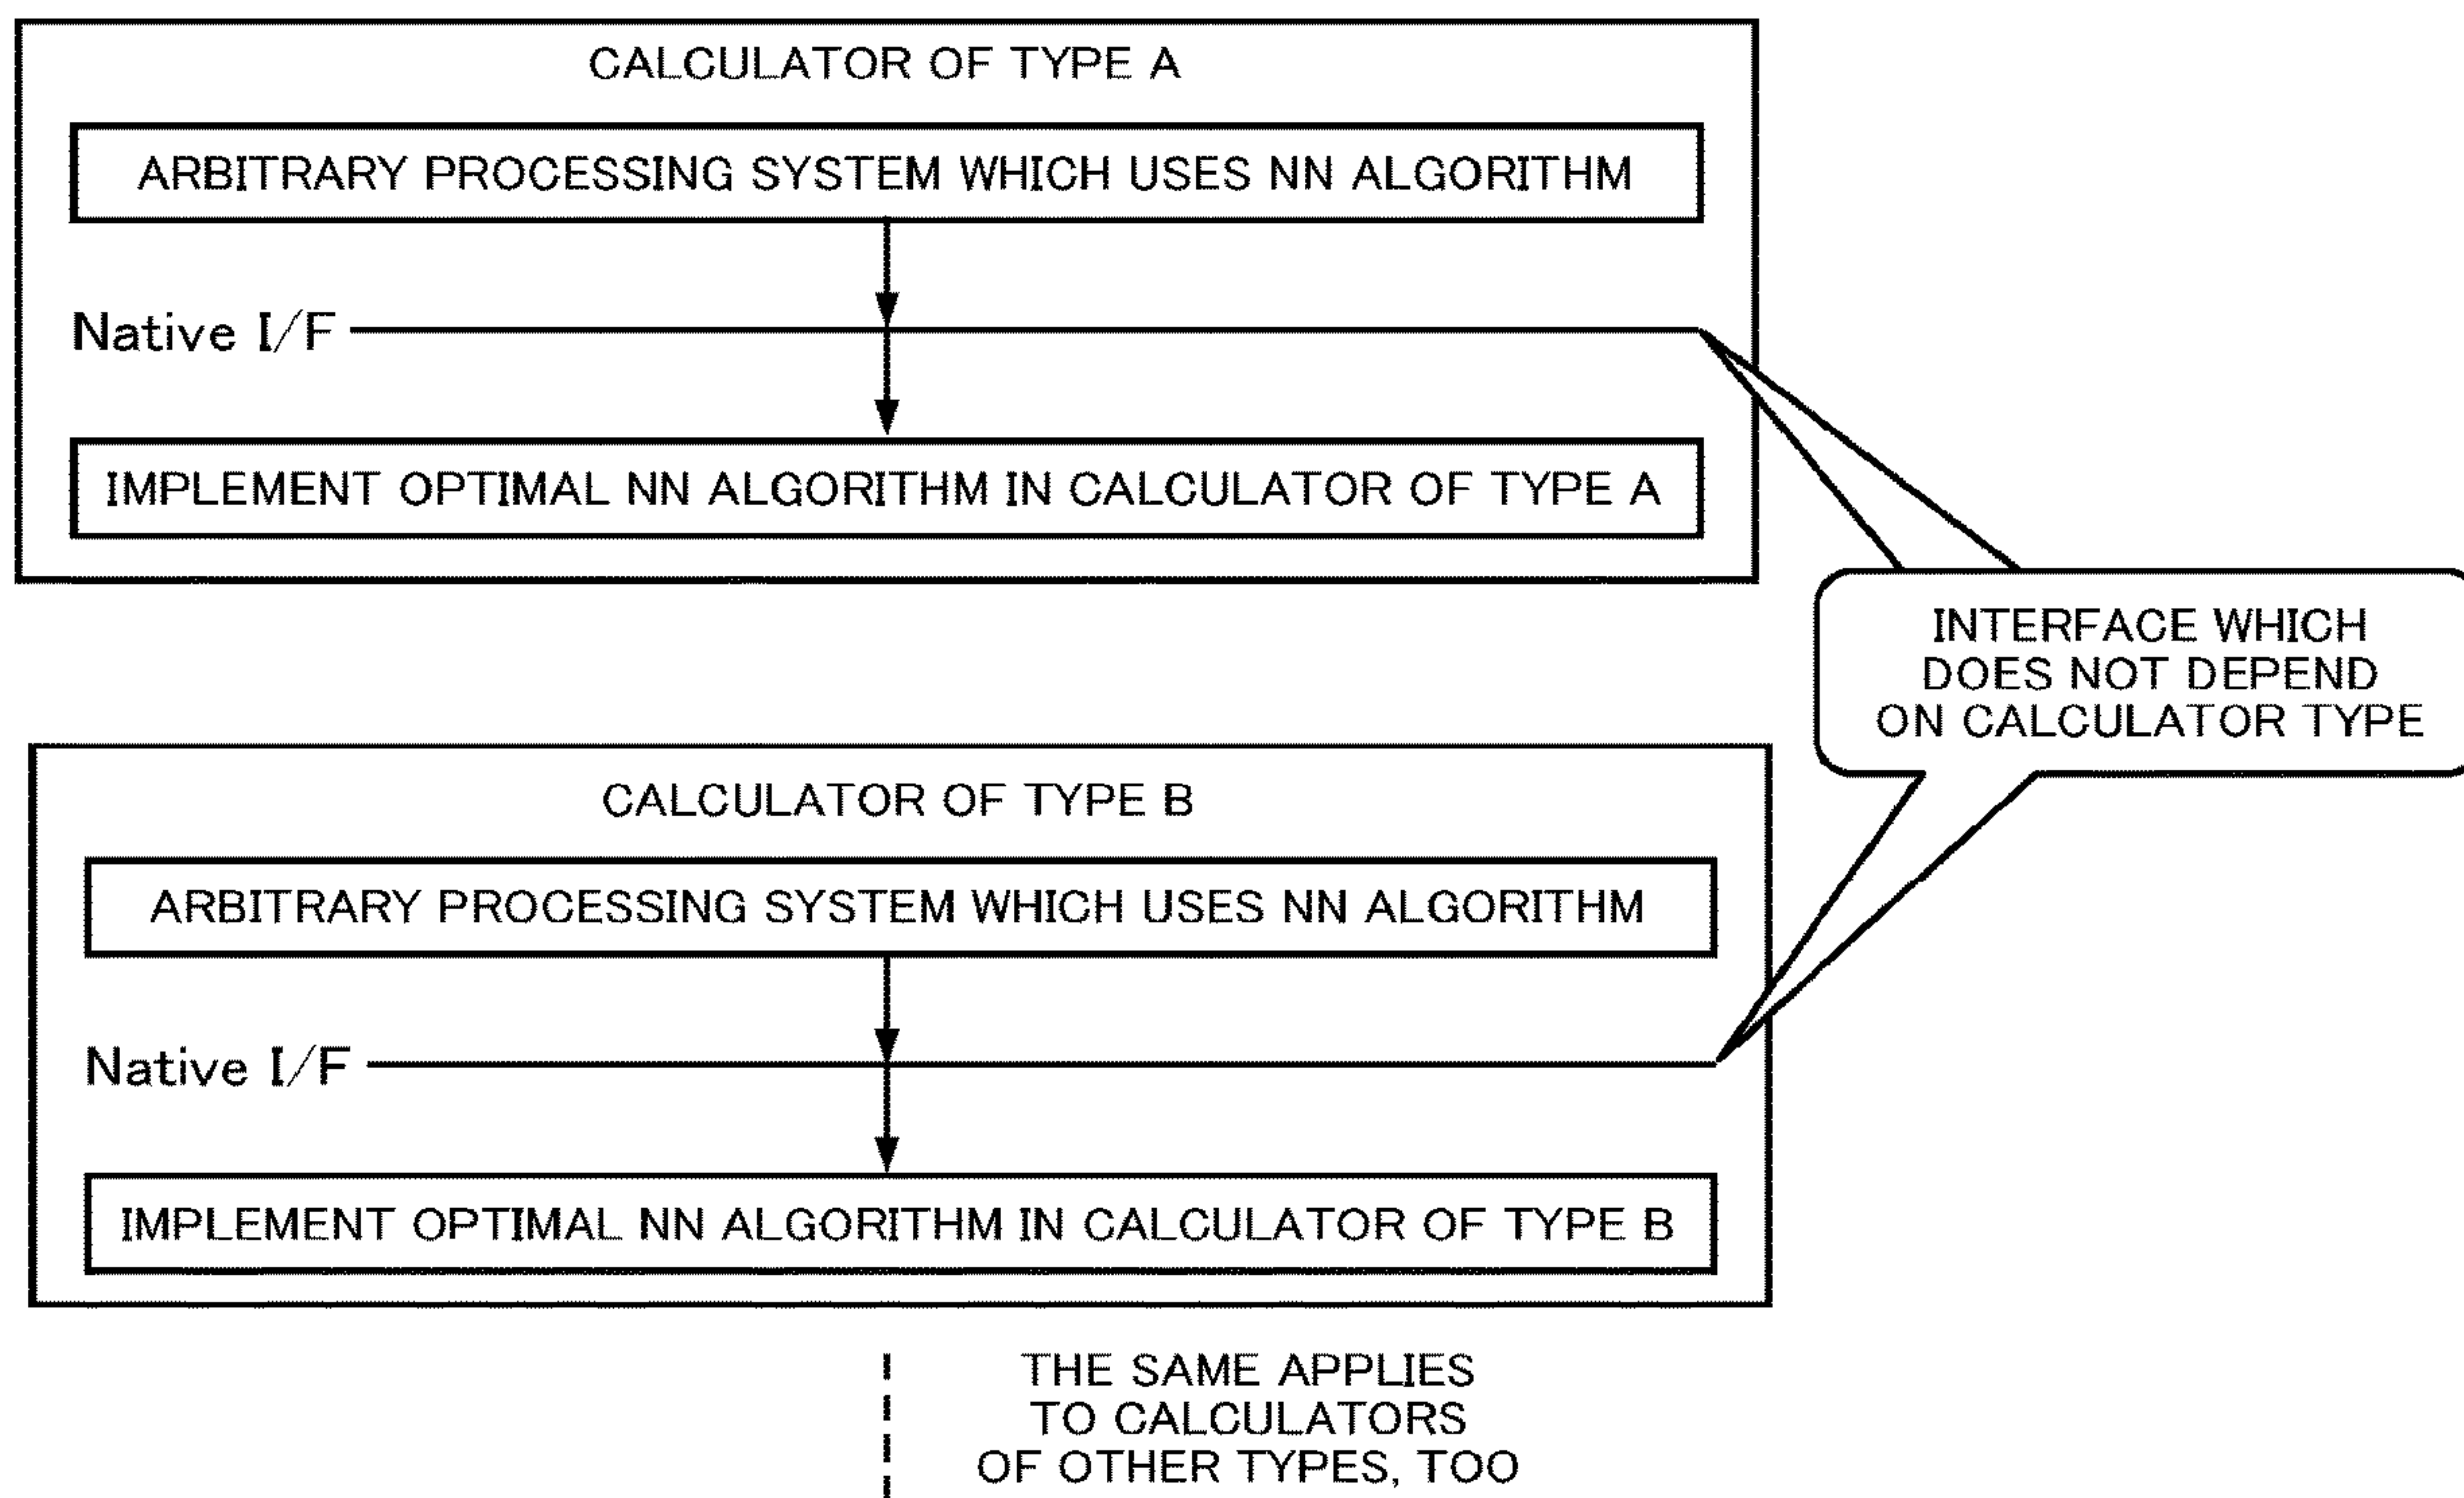 CALCULATOR OF TYPE A
ARBITRARY PROCESSING SYSTEM WHICH USES NN ALGORITHM
Native I/F
IMPLEMENT OPTIMAL NN ALGORITHM IN CALCULATOR OF TYPE A
INTERFACE WHICH
DOES NOT DEPEND
ON CALCULATOR TYPE
CALCULATOR OF TYPE B
ARBITRARY PROCESSING SYSTEM WHICH USES NN ALGORITHM
Native I/F
IMPLEMENT OPTIMAL NN ALGORITHM IN CALCULATOR OF TYPE B
THE SAME APPLIES
TO CALCULATORS
OF OTHER TYPES, TOO